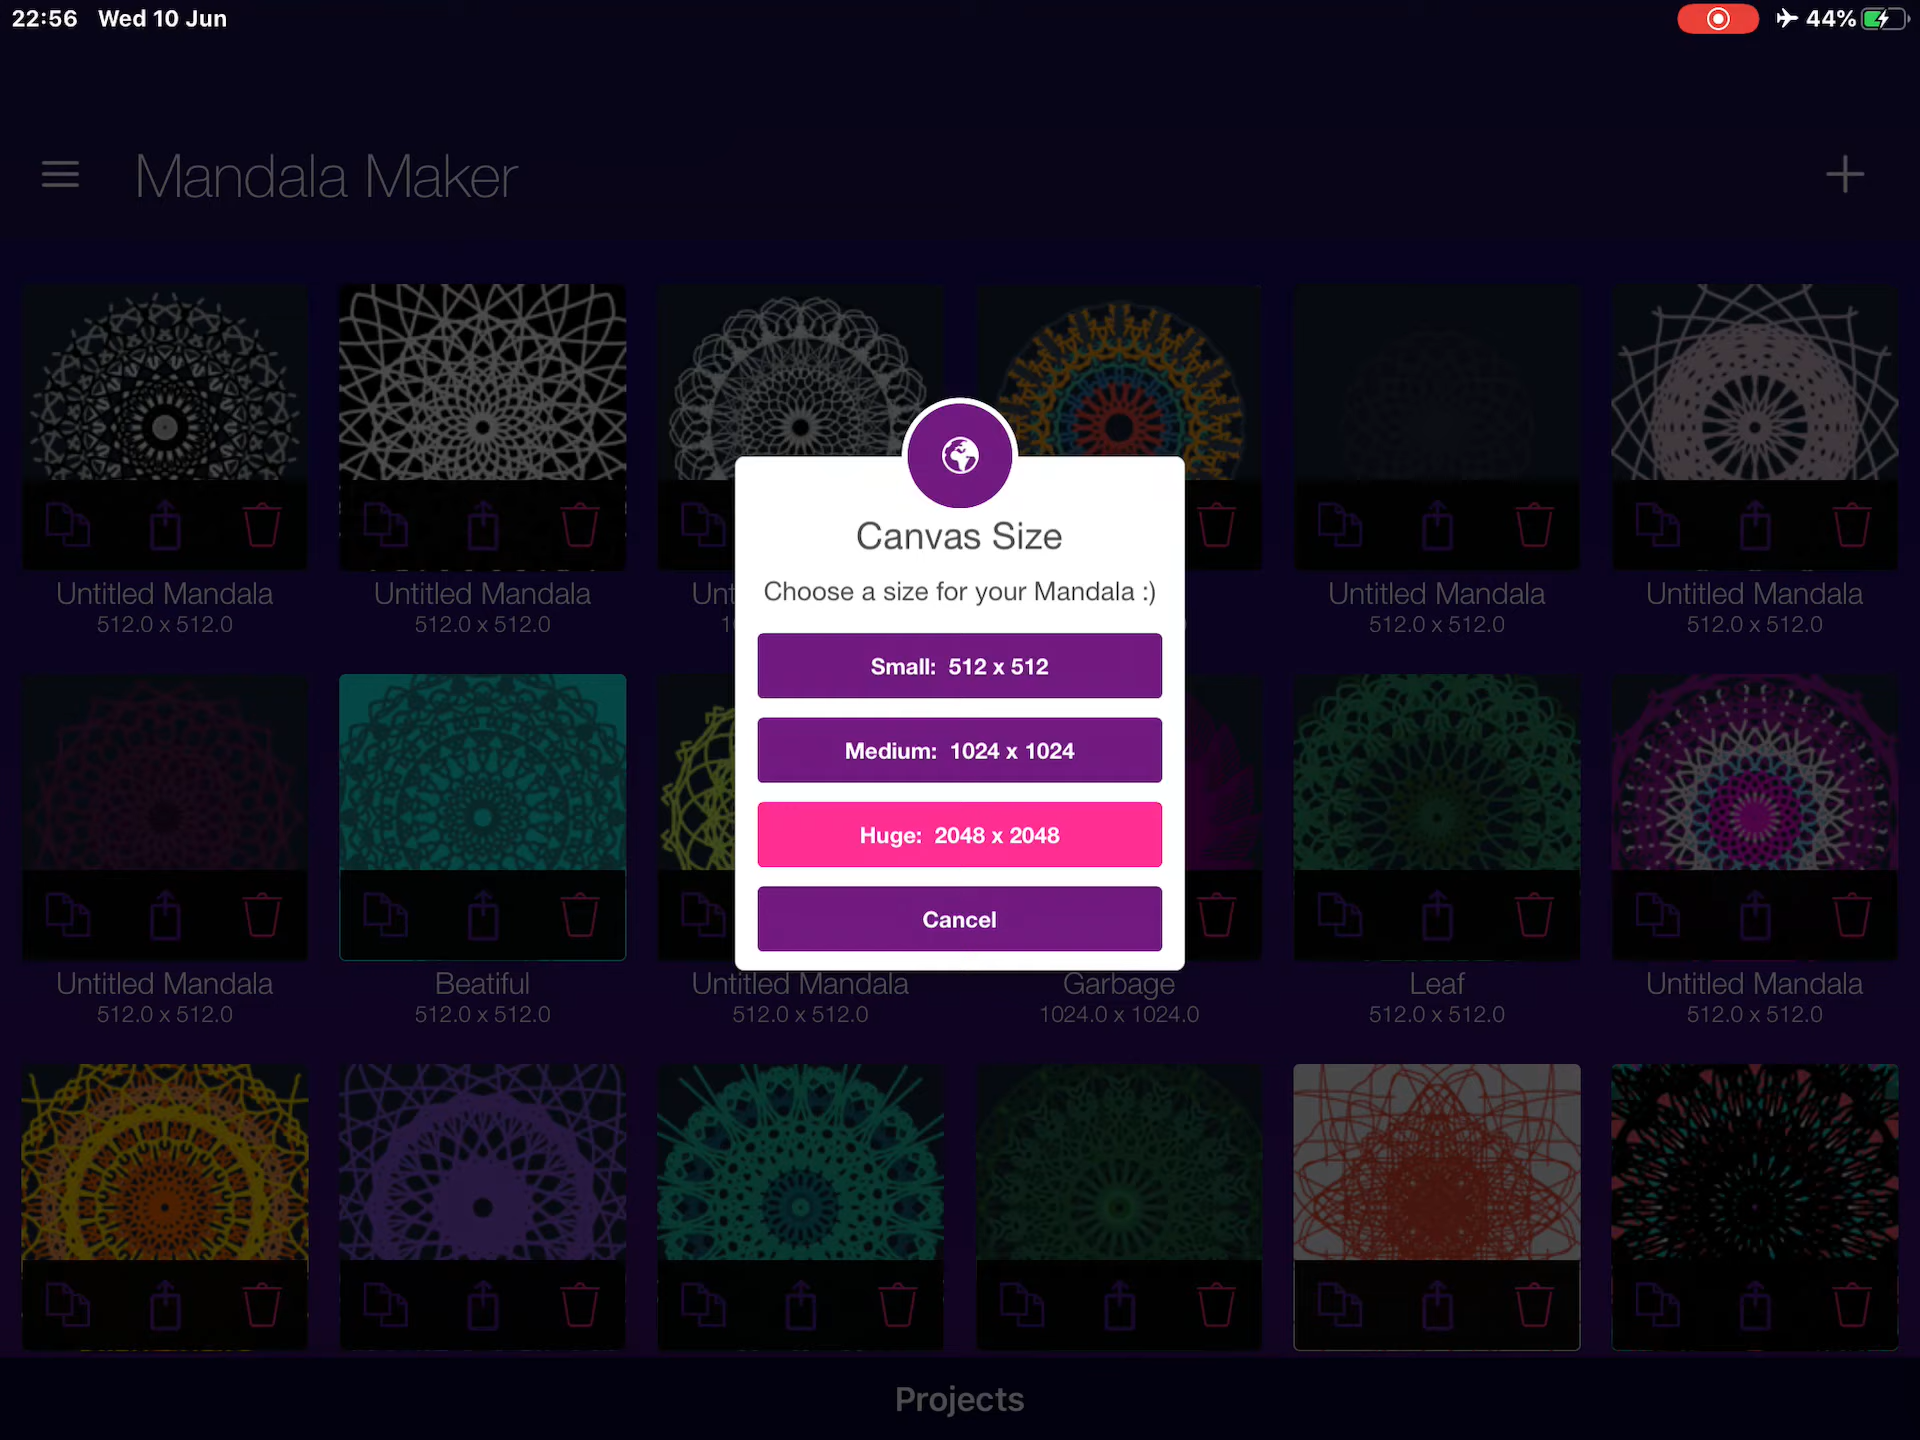 22:56 Wed 10 Jun
44%
Mandala Maker
Canvas Size
Choose a size for your Mandala :)
Small: 512 x 512
Medium: 1024 x 1024
Huge: 2048 x 2048
Cancel
Untitled Mandala
512.0 x 512.0
Untitled Mandala
512.0 x 512.0
Untitled Mandala
512.0 x 512.0
Untitled Mandala
512.0 x 512.0
Untitled Mandala
512.0 x 512.0
Beatiful
512.0 x 512.0
Untitled Mandala
512.0 x 512.0
Garbage
1024.0 x 1024.0
Leaf
512.0 x 512.0
Untitled Mandala
512.0 x 512.0
Projects